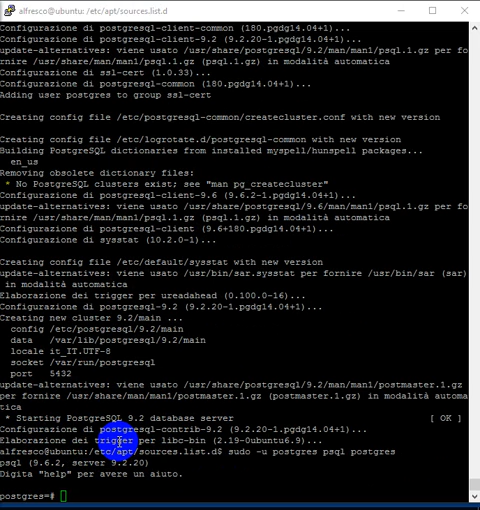 alfresco@ubuntu: /etc/apt/sources.list.d
Configurazione di postgresql-client-common (180.pgdg14.04+1)...
Configurazione di postgresql-client-9.2 (9.2.20-1.pgdg14.04+1)...
update-alternatives: viene usato /usr/share/postgresql/9.2/man/man1/psql.1.gz per fo
rnire /usr/share/man/man1/psql.1.gz (psql.1.gz) in modalità automatica
Configurazione di ssl-cert (1.0.33)...
Configurazione di postgresql-common (180.pgdg14.04+1)...
Adding user postgres to group ssl-cert
Creating config file /etc/postgresql-common/createcluster.conf with new version
Creating config file /etc/logrotate.d/postgresql-common with new version
Building PostgreSQL dictionaries from installed myspell/hunspell packages...
en_us
Removing obsolete dictionary files:
* No PostgreSQL clusters exist; see "man pg_createcluster"
Configurazione di postgresql-client-9.6 (9.6.2-1.pgdg14.04+1)...
update-alternatives: viene usato /usr/share/postgresql/9.6/man/man1/psql.1.gz per fo
rnire /usr/share/man/man1/psql.1.gz (psql.1.gz) in modalità automatica
Configurazione di postgresql-client (9.6+180.pgdg14.04+1)...
Configurazione di sysstat (10.2.0-1)...
Creating config file /etc/default/sysstat with new version
update-alternatives: viene usato /usr/bin/sar.sysstat per fornire /usr/bin/sar (sar)
in modalità automatica
Elaborazione dei trigger per ureadahead (0.100.0-16)...
Configurazione di postgresql-9.2 (9.2.20-1.pgdg14.04+1)...
Creating new cluster 9.2/main ...
config /etc/postgresql/9.2/main
data /var/lib/postgresql/9.2/main
locale it_IT.UTF-8
socket /var/run/postgresql
port 5432
update-alternatives: viene usato /usr/share/postgresql/9.2/man/man1/postmaster.1.gz
per fornire /usr/share/man/man1/postmaster.1.gz (postmaster.1.gz) in modalità automa
tica
* Starting PostgreSQL 9.2 database server [ OK ]
Configurazione di postgresql-contrib-9.2 (9.2.20-1.pgdg14.04+1)...
Elaborazione dei trigger per libc-bin (2.19-0ubuntu6.9)...
alfresco@ubuntu:/etc/apt/sources.list.d$ sudo -u postgres psql postgres
psql (9.6.2, server 9.2.20)
Digita "help" per avere un aiuto.
postgres=#